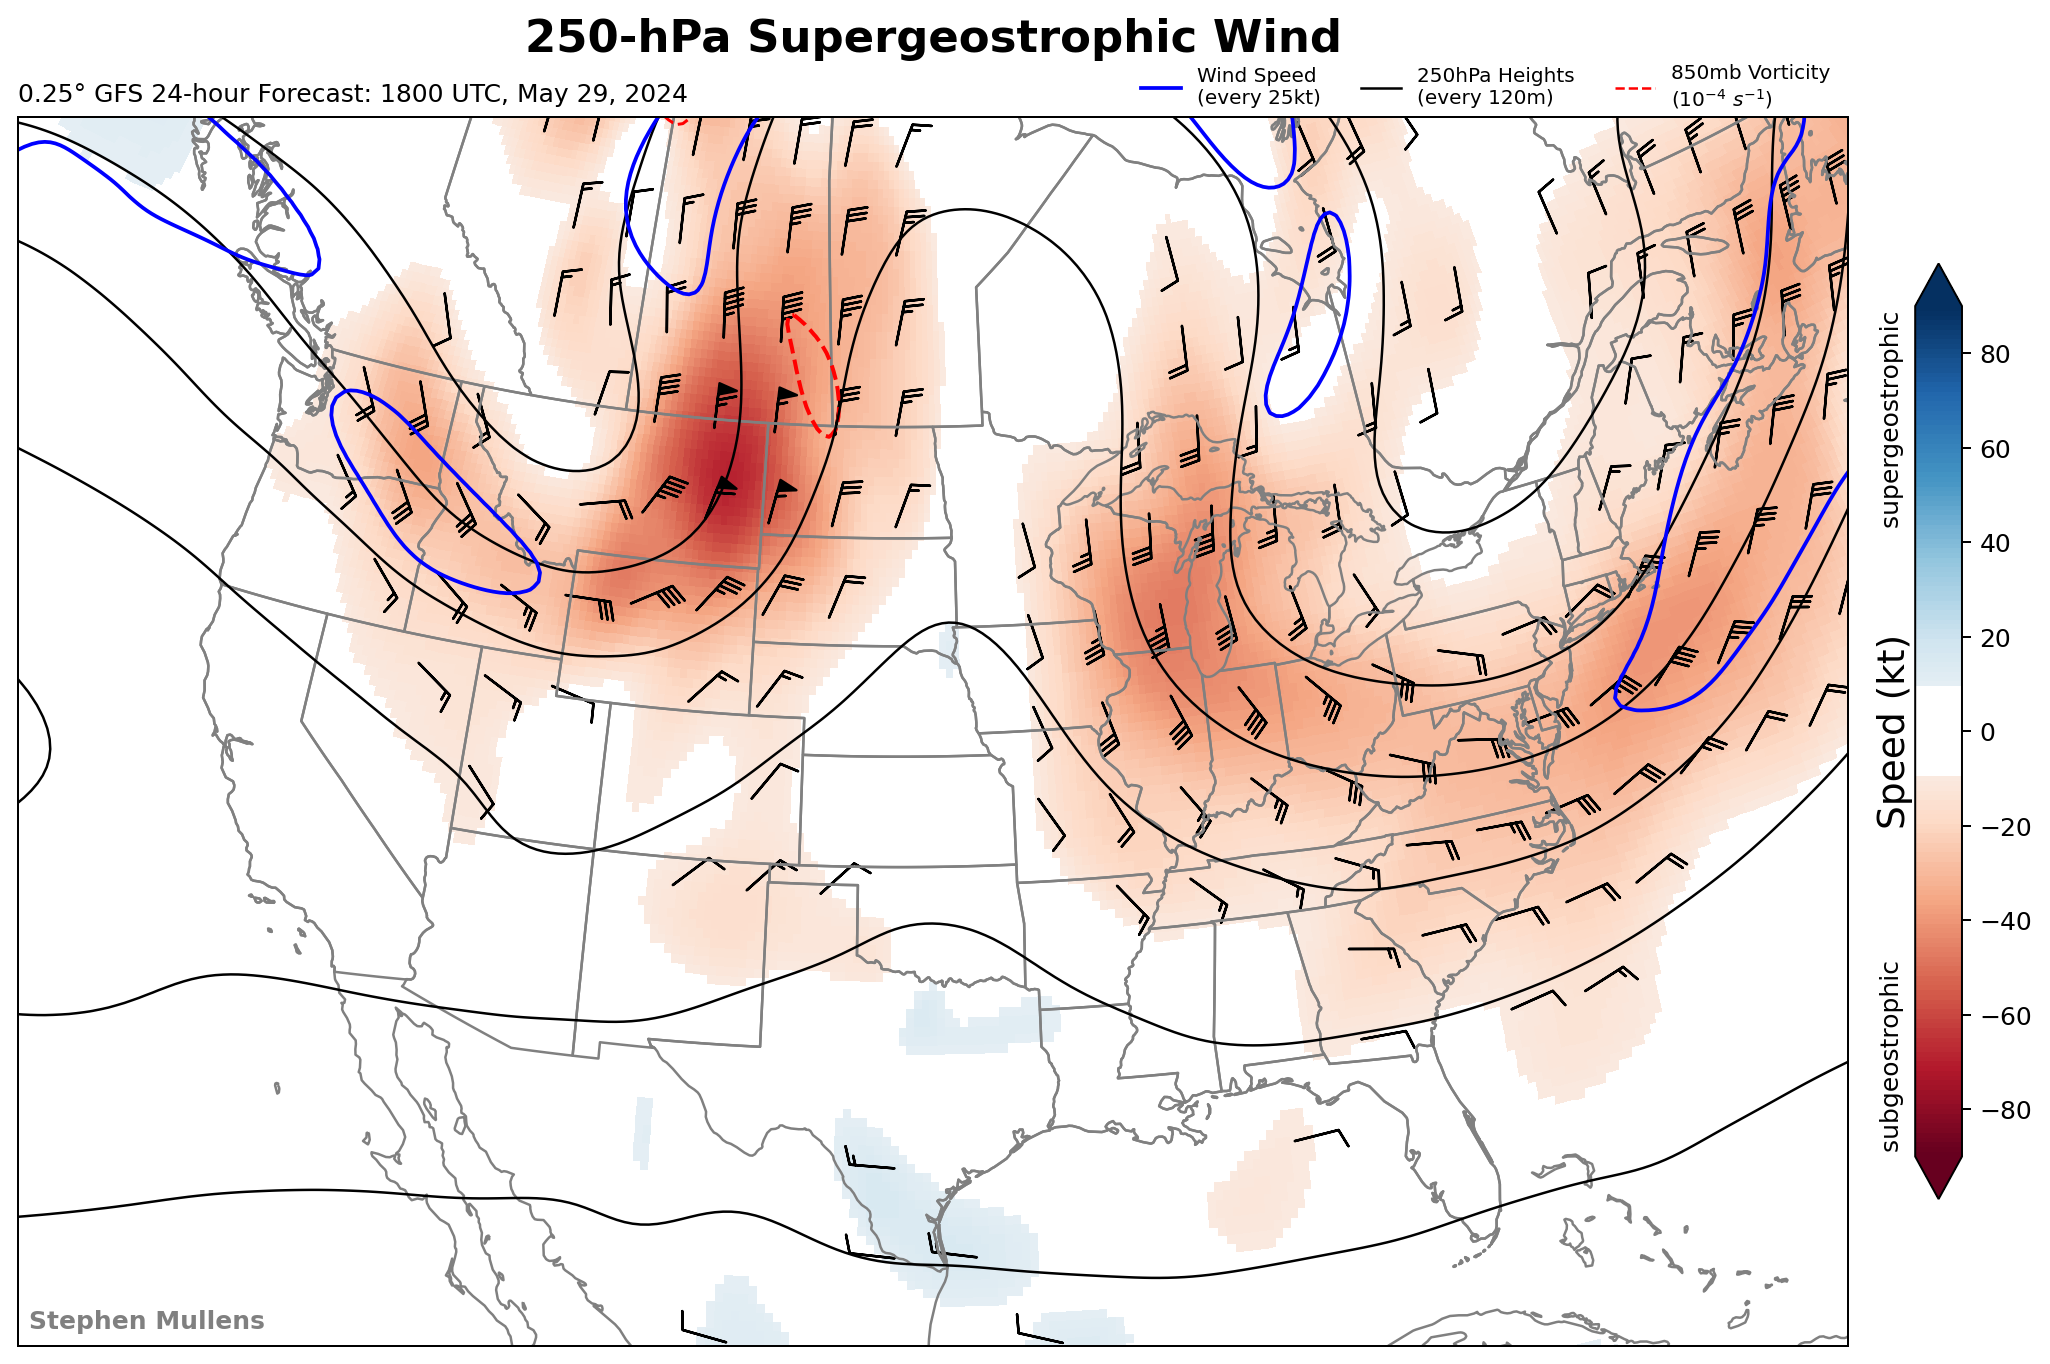 250-hPa Supergeostrophic Wind
0.25° GFS 24-hour Forecast: 1800 UTC, May 29, 2024
Wind Speed
(every 25kt)
250hPa Heights
(every 120m)
850mb Vorticity
(10⁻⁴ s⁻¹)
supergeostrophic
Speed (kt)
subgeostrophic
80
60
40
20
0
−20
−40
−60
−80
Stephen Mullens